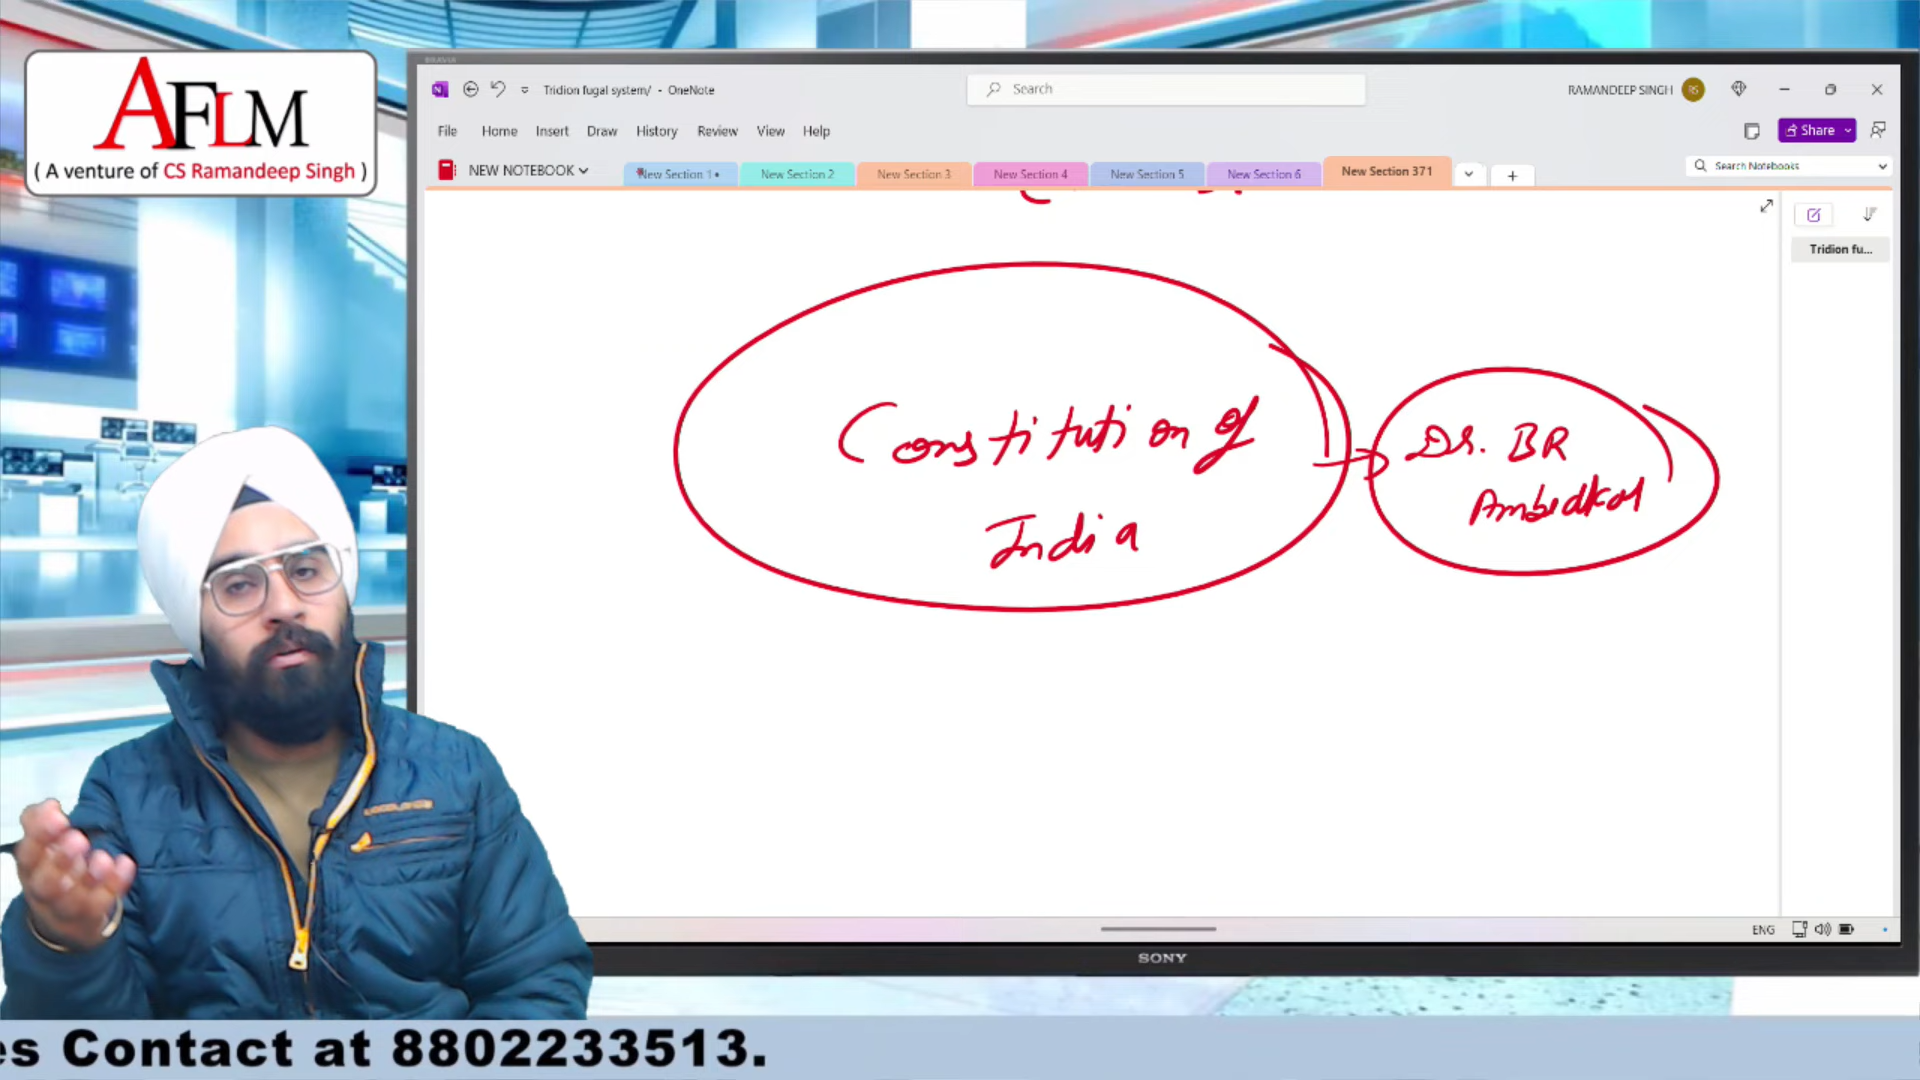 BRAVIA
AFLM
( A venture of CS Ramandeep Singh )
Tridion fugal system/ - OneNote
Search
RAMANDEEP SINGH
RS
File Home Insert Draw History Review View Help
Share
NEW NOTEBOOK
New Section 1
New Section 2
New Section 3
New Section 4
New Section 5
New Section 6
New Section 371
Search Notebooks
Tridion fu...
Constitution of
India
Dr. BR
Ambedkar
ENG
SONY
es Contact at 8802233513.